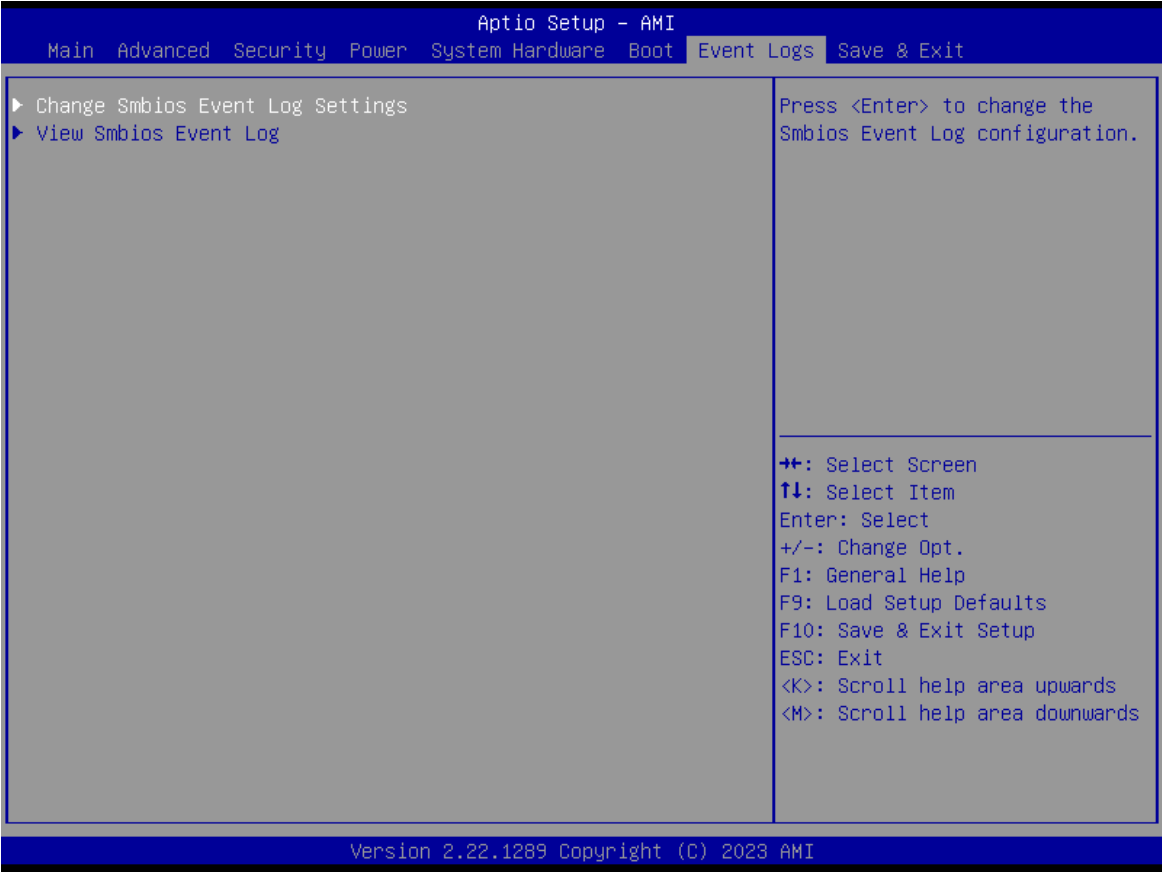 Aptio Setup – AMI
Main Advanced Security Power System Hardware Boot Event Logs Save & Exit
▶ Change Smbios Event Log Settings
▶ View Smbios Event Log
Press <Enter> to change the
Smbios Event Log configuration.
→←: Select Screen
↑↓: Select Item
Enter: Select
+/-: Change Opt.
F1: General Help
F9: Load Setup Defaults
F10: Save & Exit Setup
ESC: Exit
<K>: Scroll help area upwards
<M>: Scroll help area downwards
Version 2.22.1289 Copyright (C) 2023 AMI